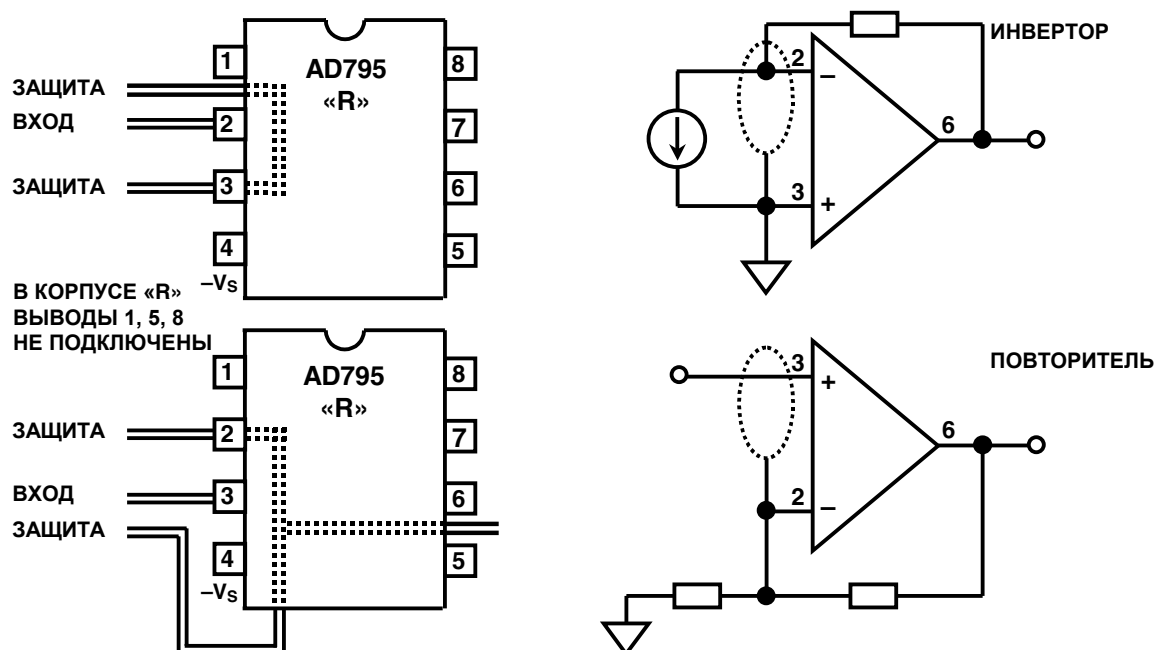 1
8
AD795
«R»
ЗАЩИТА
ВХОД
2
7
ЗАЩИТА
3
6
4
5
–VS
В КОРПУСЕ «R»
ВЫВОДЫ 1, 5, 8
НЕ ПОДКЛЮЧЕНЫ
ИНВЕРТОР
2
–
6
3
+
1
8
AD795
«R»
ЗАЩИТА
2
7
ВХОД
3
6
ЗАЩИТА
4
5
–VS
ПОВТОРИТЕЛЬ
3
+
6
2
–